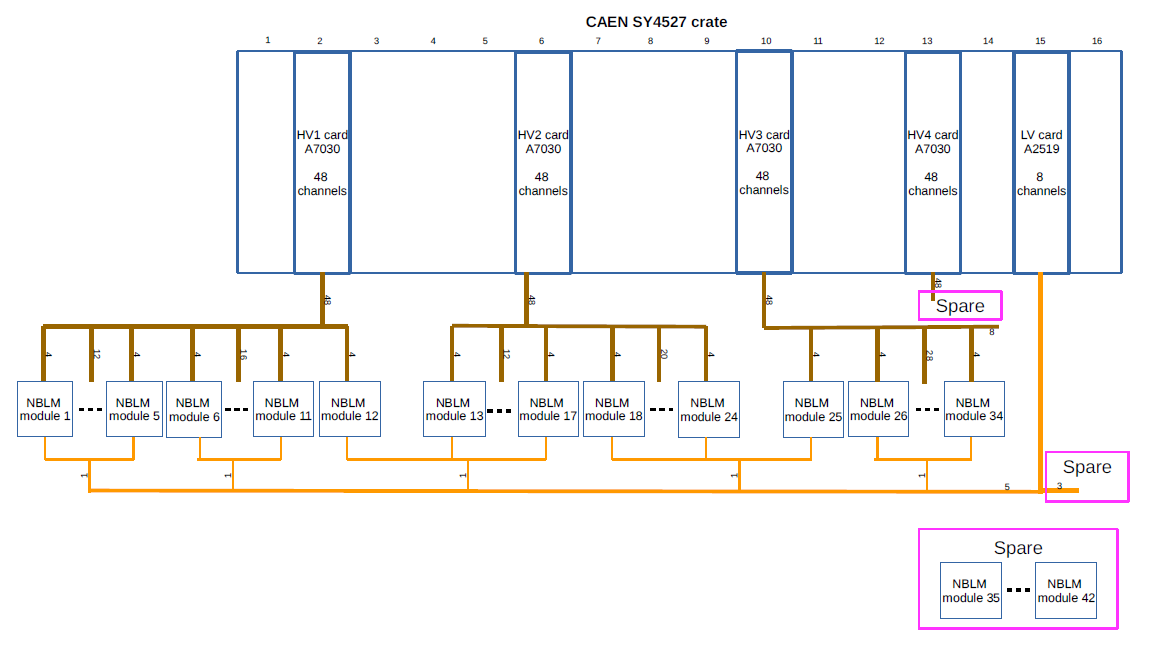 CAEN SY4527 crate
1 2 3 4 5 6 7 8 9 10 11 12 13 14 15 16
HV1 card
A7030
48
channels
HV2 card
A7030
48
channels
HV3 card
A7030
48
channels
HV4 card
A7030
48
channels
LV card
A2519
8
channels
48 48 48 48
Spare
8
4 12 4 4 16 4 4 4 12 4 4 20 4 4 4 28 4
NBLM
module 1
NBLM
module 5
NBLM
module 6
NBLM
module 11
NBLM
module 12
NBLM
module 13
NBLM
module 17
NBLM
module 18
NBLM
module 24
NBLM
module 25
NBLM
module 26
NBLM
module 34
1 1 1 1 1
5
Spare
3
Spare
NBLM
module 35
NBLM
module 42